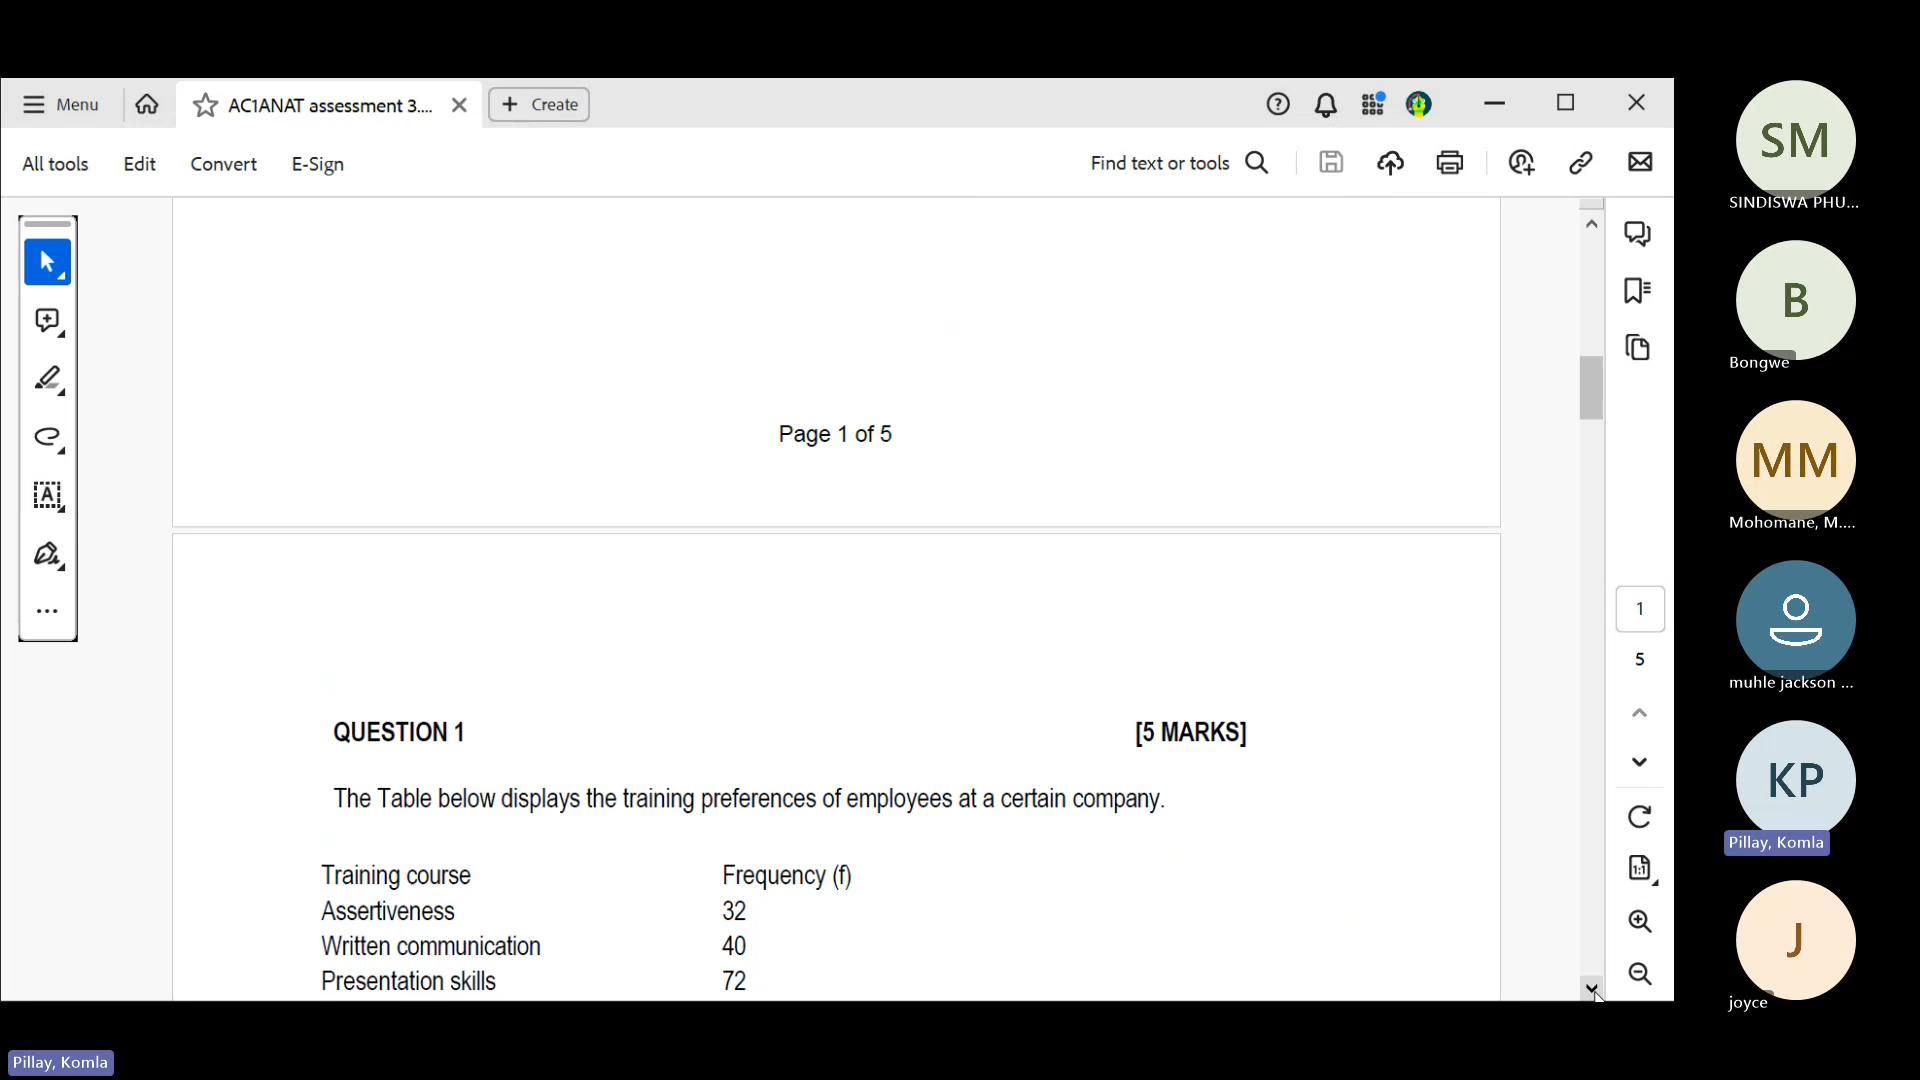 Menu
AC1ANAT assessment 3....
Create
All tools
Edit
Convert
E-Sign
Find text or tools
Page 1 of 5
QUESTION 1 [5 MARKS]
The Table below displays the training preferences of employees at a certain company.
Training course Frequency (f)
Assertiveness 32
Written communication 40
Presentation skills 72
1
5
1:1
SM
SINDISWA PHU...
B
Bongwe
MM
Mohomane, M....
muhle jackson ...
KP
Pillay, Komla
J
joyce
Pillay, Komla